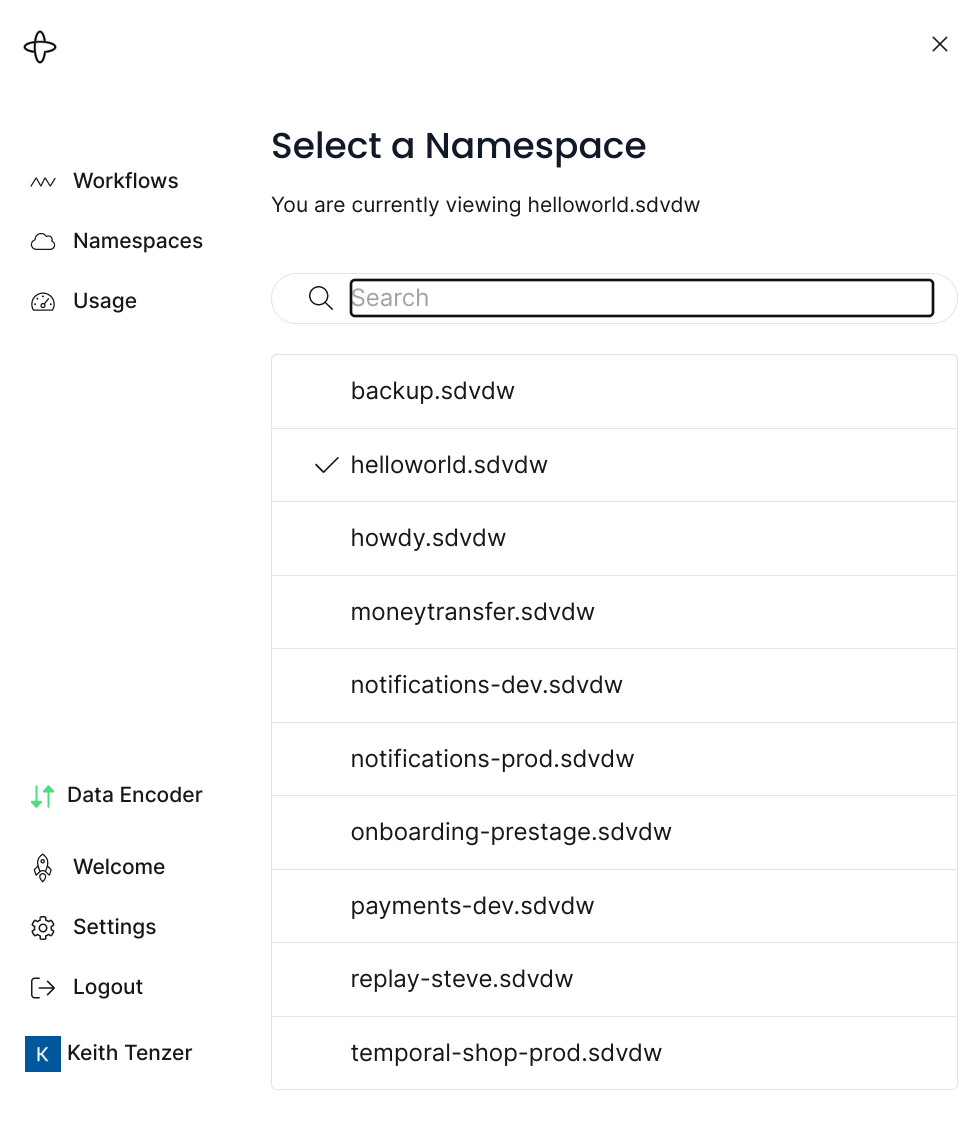 Select a Namespace
You are currently viewing helloworld.sdvdw
Workflows
Namespaces
Usage
Search
backup.sdvdw
helloworld.sdvdw
howdy.sdvdw
moneytransfer.sdvdw
notifications-dev.sdvdw
notifications-prod.sdvdw
onboarding-prestage.sdvdw
payments-dev.sdvdw
replay-steve.sdvdw
temporal-shop-prod.sdvdw
Data Encoder
Welcome
Settings
Logout
K Keith Tenzer